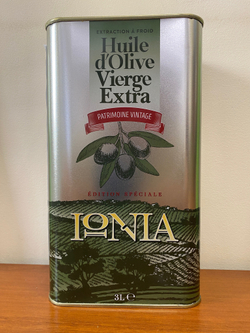 EXTRACTION À FROID
Huile
d'Olive
Vierge
Extra
PATRIMOINE VINTAGE
ÉDITION SPÉCIALE
IONIA
3L ℮